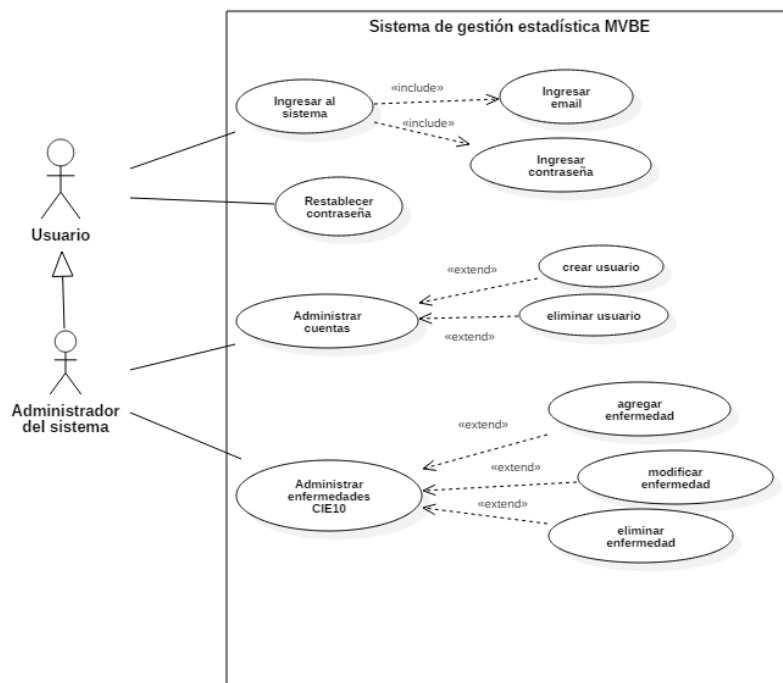 Sistema de gestión estadística MVBE
Ingresar al
sistema
«include»
Ingresar
email
«include»
Ingresar
contraseña
Usuario
Restablecer
contraseña
Administrar
cuentas
«extend»
crear usuario
eliminar usuario
«extend»
Administrador
del sistema
Administrar
enfermedades
CIE10
«extend»
agregar
enfermedad
«extend»
modificar
enfermedad
«extend»
eliminar
enfermedad